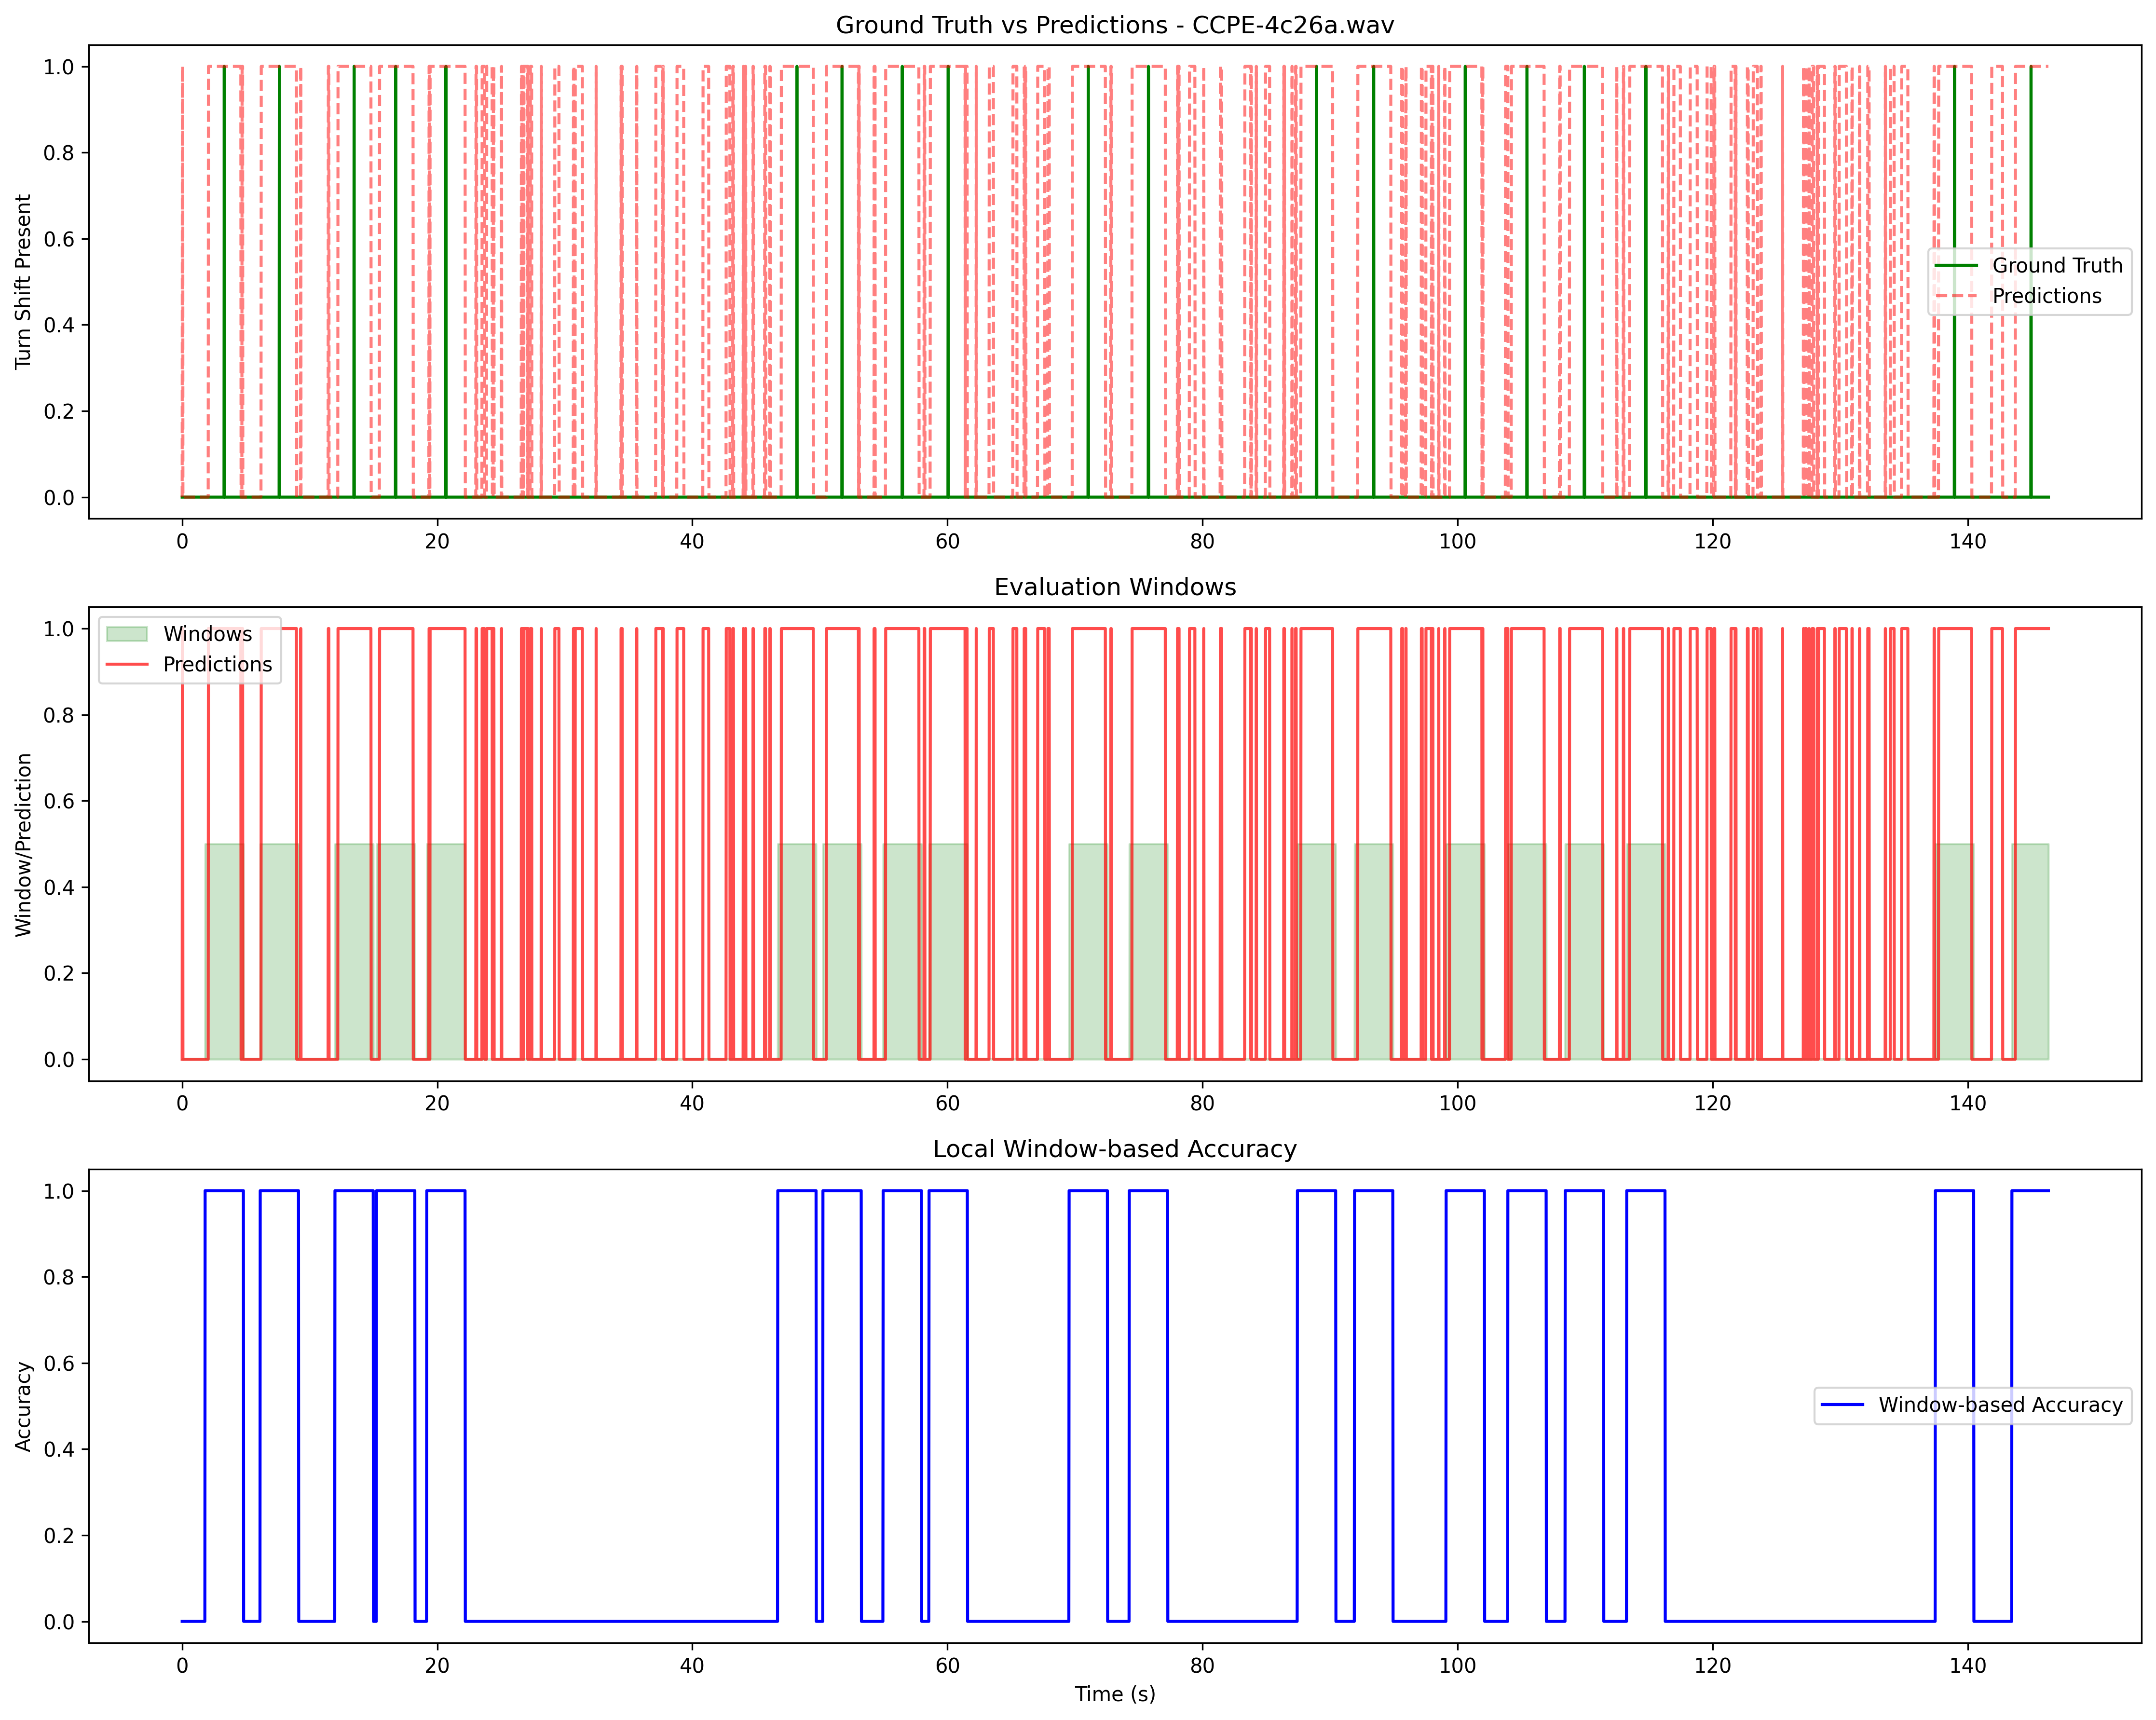 Ground Truth vs Predictions - CCPE-4c26a.wav
Turn Shift Present
1.0
0.8
0.6
0.4
0.2
0.0
Ground Truth
Predictions
0 20 40 60 80 100 120 140
Evaluation Windows
Window/Prediction
1.0
0.8
0.6
0.4
0.2
0.0
Windows
Predictions
0 20 40 60 80 100 120 140
Local Window-based Accuracy
Accuracy
1.0
0.8
0.6
0.4
0.2
0.0
Window-based Accuracy
0 20 40 60 80 100 120 140
Time (s)